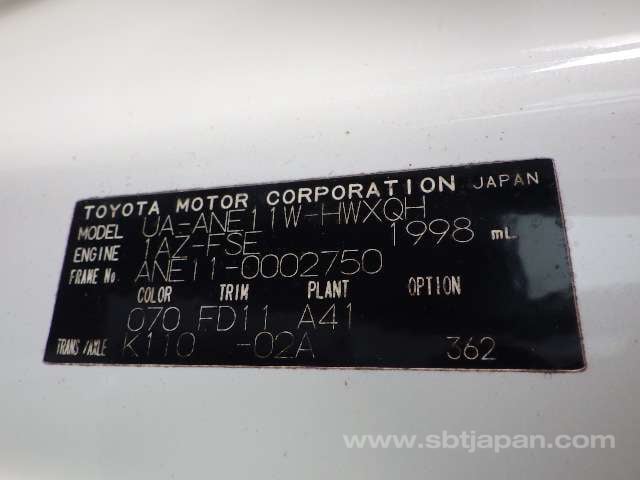 TOYOTA MOTOR CORPORATION JAPAN
MODEL UA-ANE11W-HWXQH
ENGINE 1AZ-FSE 1998 mL
FRAME No ANE11-0002750
COLOR TRIM PLANT OPTION
070 FD11 A41
TRANS/AXLE K110 -02A 362
www.sbtjapan.com